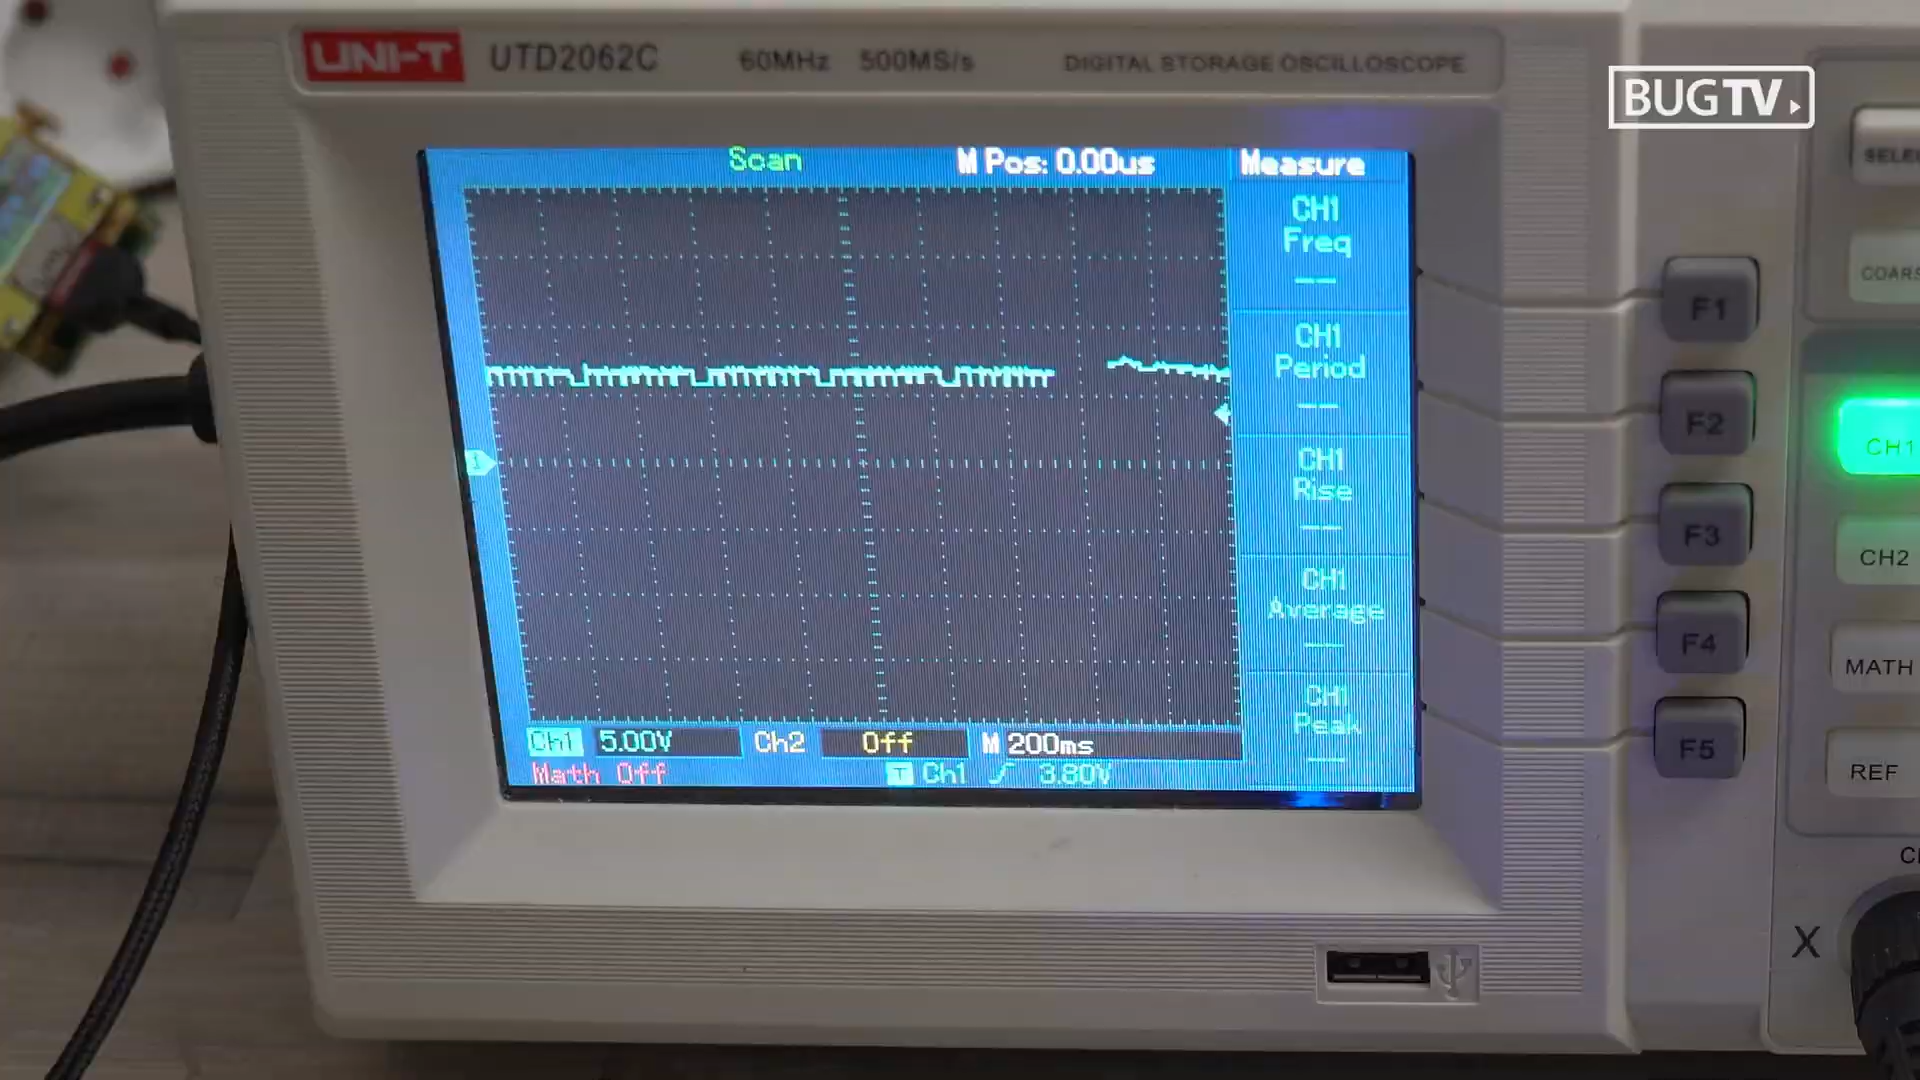 UNI-T UTD2062C 60MHz 500MS/s DIGITAL STORAGE OSCILLOSCOPE
BUGTV
Scan M Pos: 0.00us Measure
CH1
Freq
--
CH1
Period
--
CH1
Rise
--
CH1
Average
--
CH1
Peak
--
1
Ch1 5.00V Ch2 Off M 200ms
Math Off T Ch1 3.80V
F1
F2
F3
F4
F5
CH1
CH2
MATH
REF
X